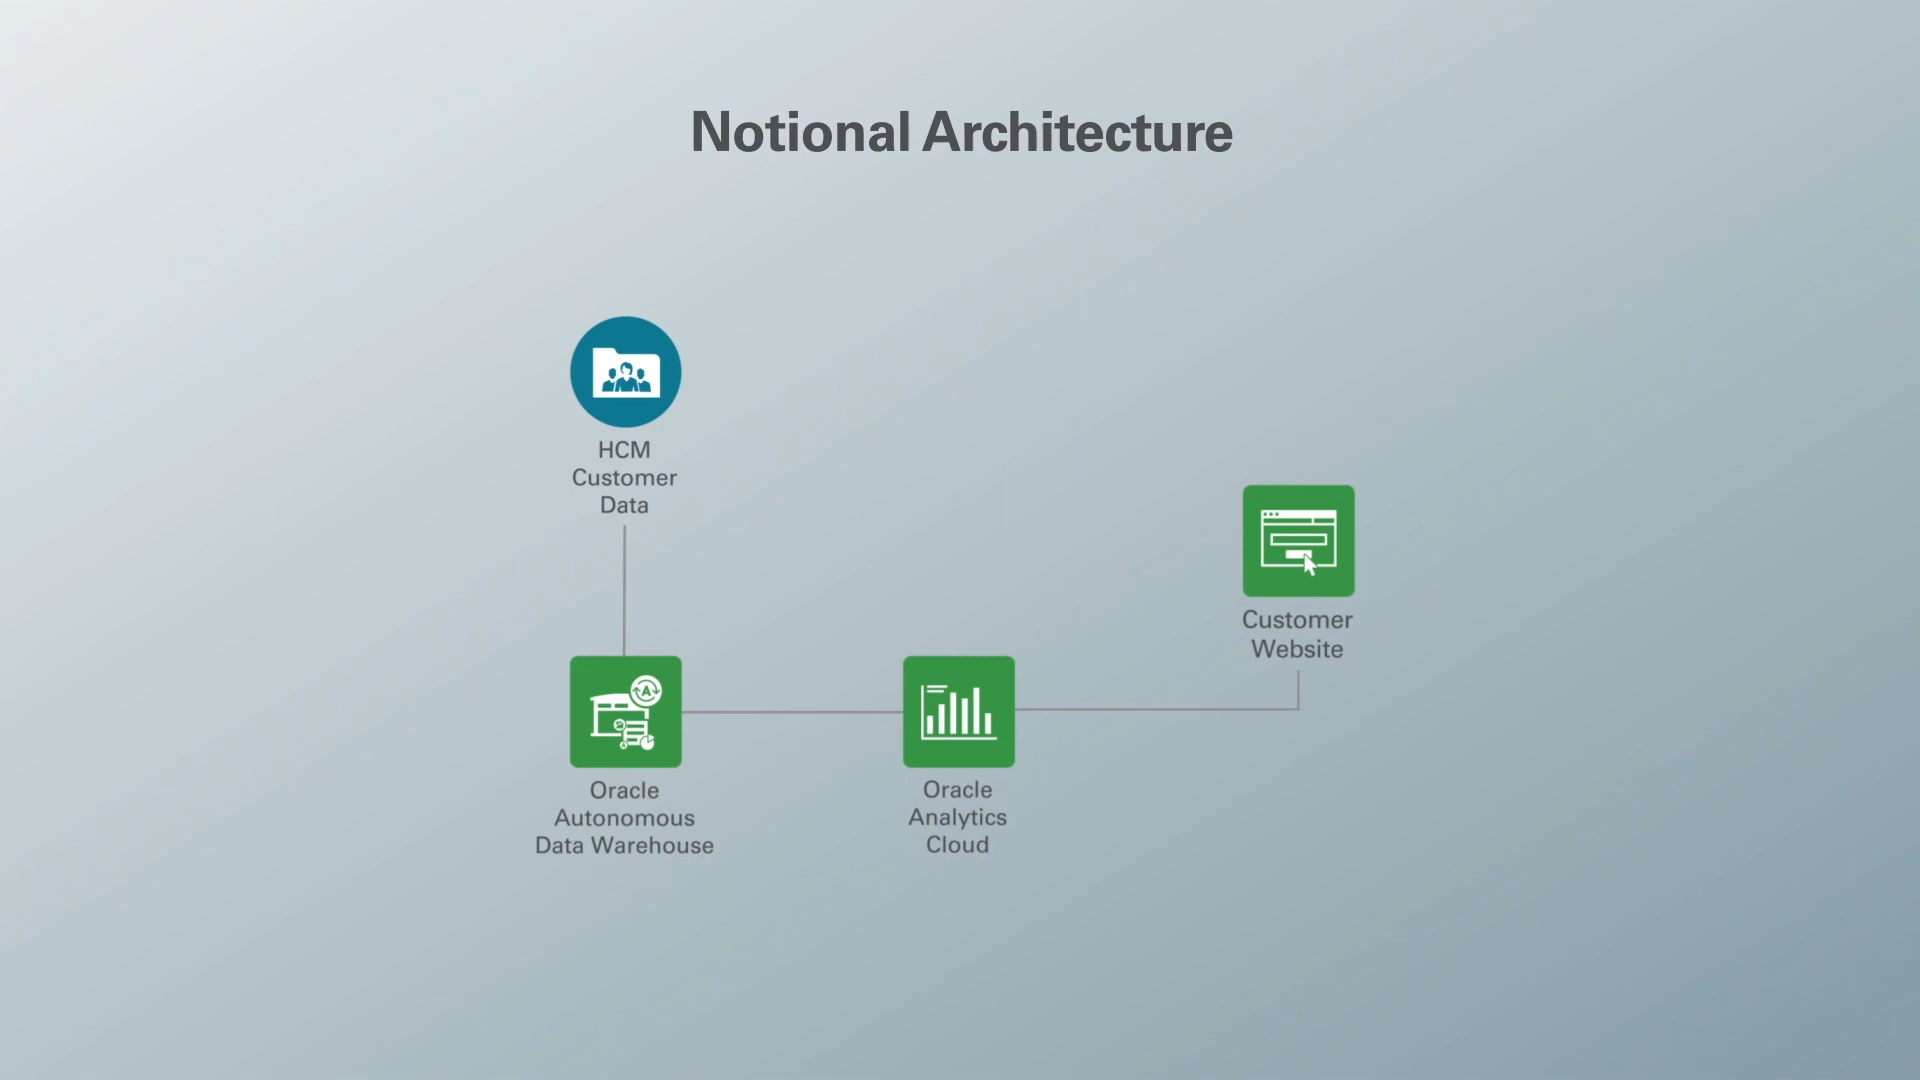 Notional Architecture
HCM
Customer
Data
Customer
Website
Oracle
Autonomous
Data Warehouse
Oracle
Analytics
Cloud